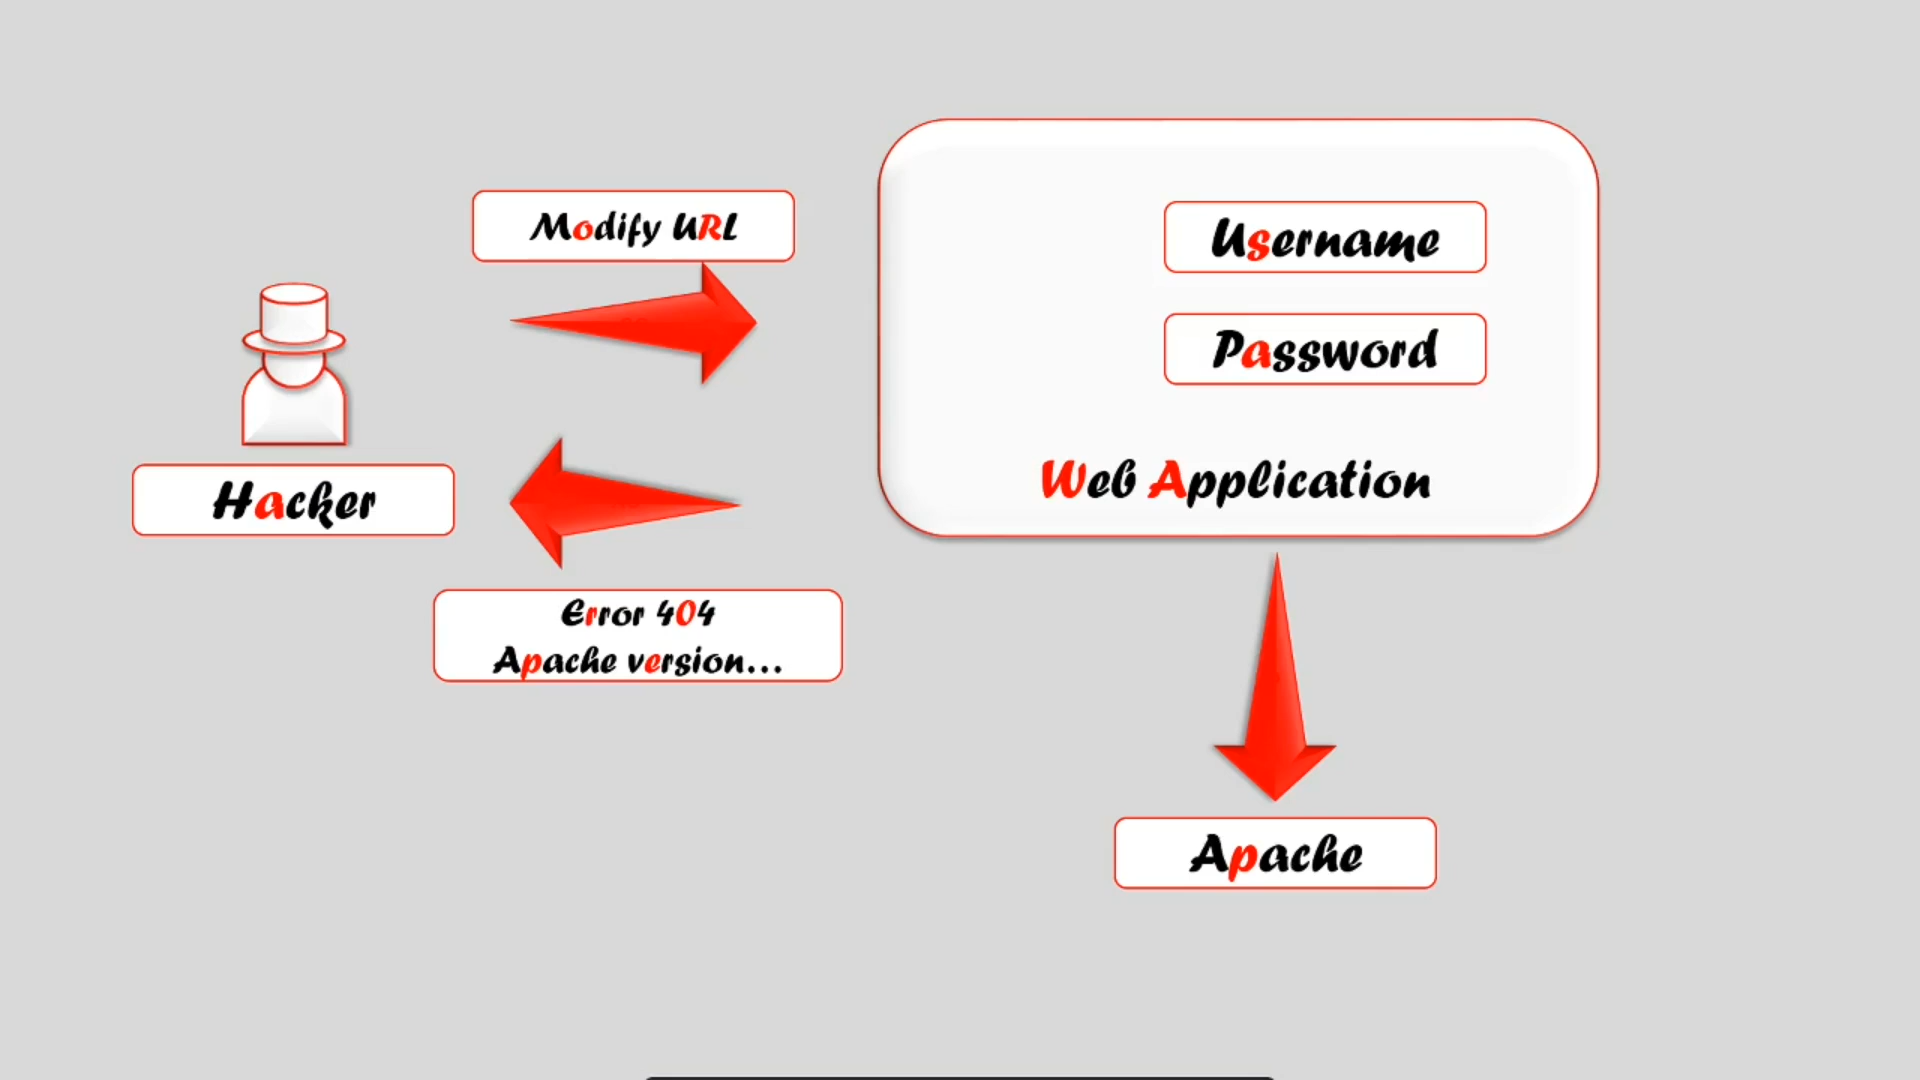 Modify URL
Username
Password
Hacker
Web Application
Error 404
Apache version...
Apache